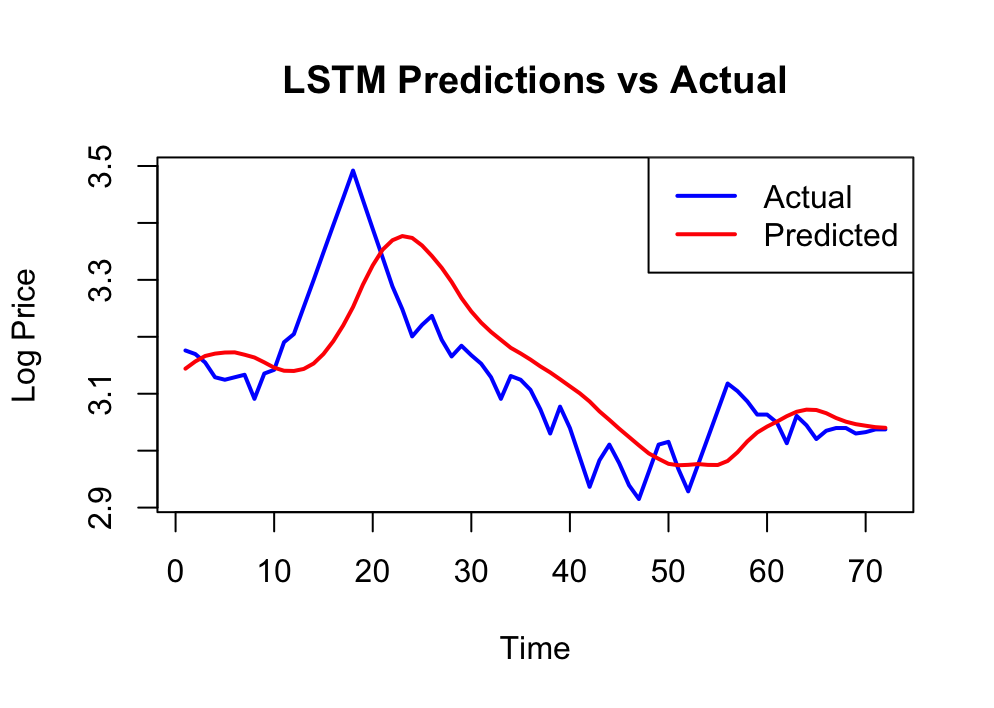 LSTM Predictions vs Actual
Actual
Predicted
3.5
3.3
3.1
2.9
Log Price
0 10 20 30 40 50 60 70
Time